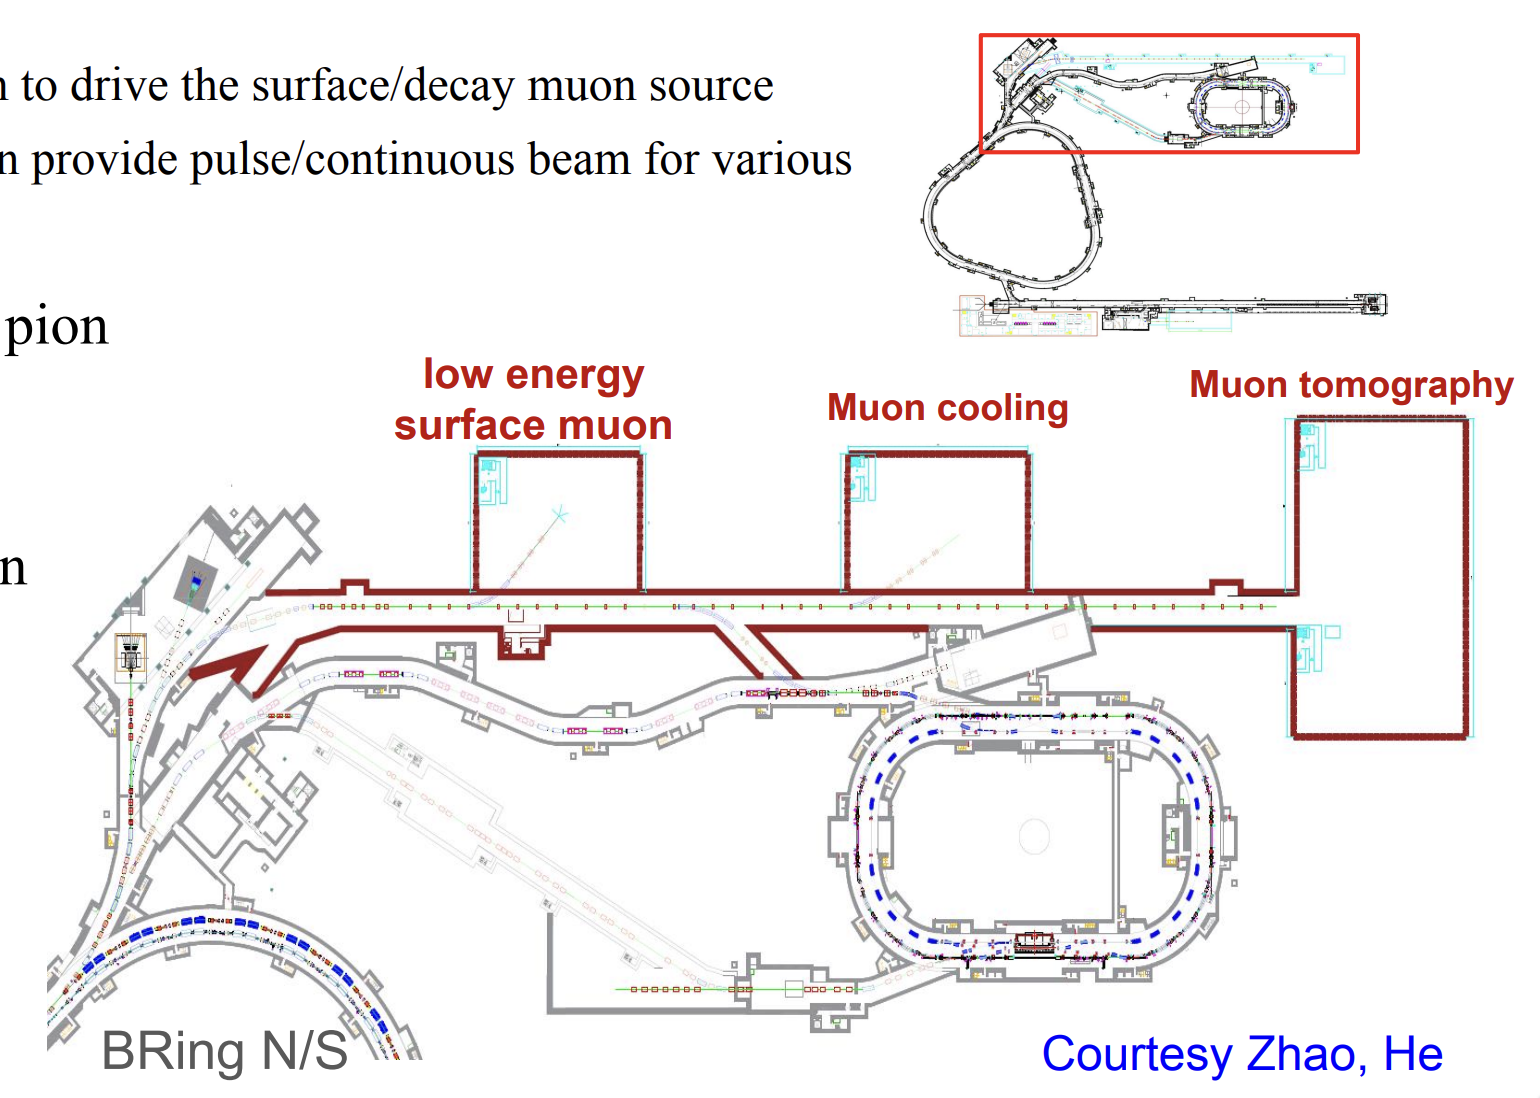 n to drive the surface/decay muon source
n provide pulse/continuous beam for various
pion
low energy
surface muon
Muon cooling
Muon tomography
n
BRing N/S
Courtesy Zhao, He